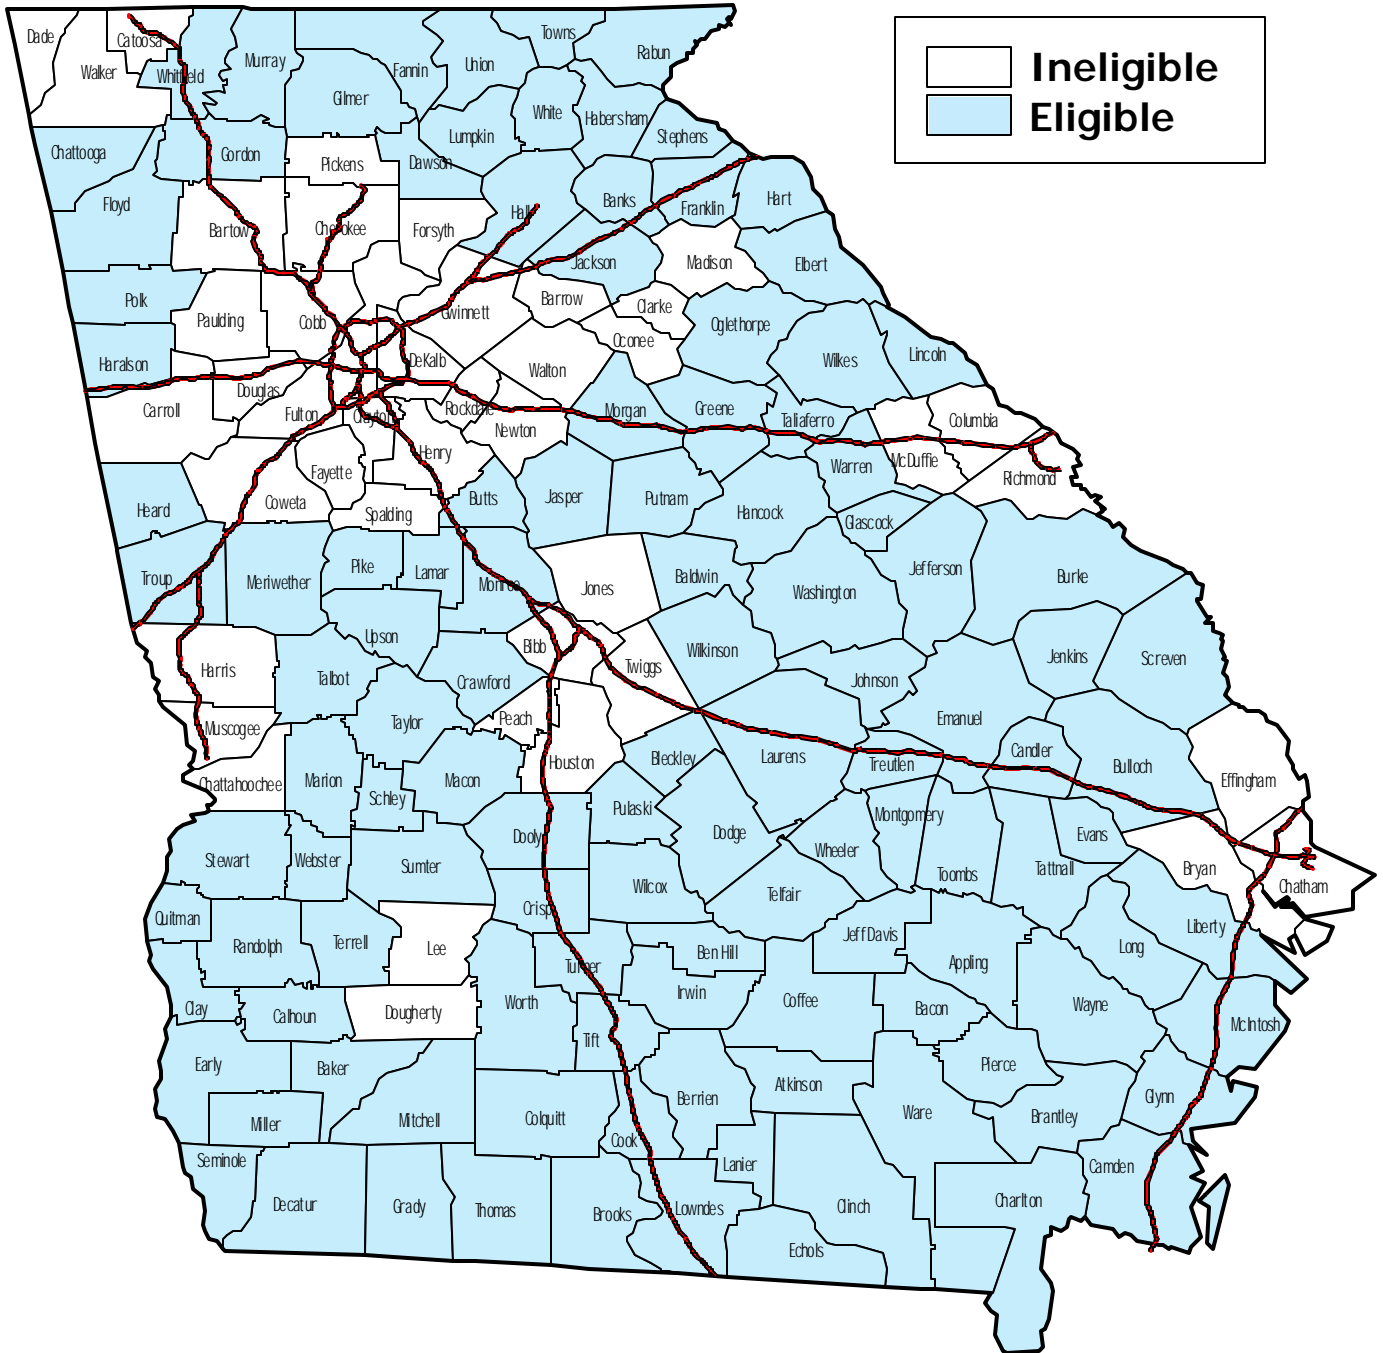 Ineligible
Eligible
Dade
Catoosa
Walker
Whitfield
Murray
Fannin
Union
Towns
Rabun
Gilmer
White
Habersham
Lumpkin
Stephens
Chattooga
Gordon
Pickens
Dawson
Floyd
Banks
Franklin
Hart
Bartow
Cherokee
Forsyth
Hall
Jackson
Madison
Elbert
Polk
Paulding
Cobb
Gwinnett
Barrow
Clarke
Oglethorpe
Oconee
Wilkes
Lincoln
Haralson
Douglas
DeKalb
Walton
Carroll
Fulton
Clayton
Rockdale
Newton
Morgan
Greene
Taliaferro
Columbia
Henry
Fayette
McDuffie
Warren
Richmond
Heard
Coweta
Spalding
Butts
Jasper
Putnam
Hancock
Glascock
Troup
Meriwether
Pike
Lamar
Monroe
Jones
Baldwin
Washington
Jefferson
Burke
Upson
Bibb
Twiggs
Wilkinson
Jenkins
Screven
Harris
Talbot
Crawford
Johnson
Muscogee
Taylor
Peach
Emanuel
Chattahoochee
Marion
Schley
Macon
Houston
Bleckley
Laurens
Treutlen
Candler
Bulloch
Effingham
Pulaski
Montgomery
Dooly
Dodge
Evans
Stewart
Webster
Sumter
Wheeler
Tattnall
Bryan
Toombs
Chatham
Wilcox
Telfair
Quitman
Crisp
Liberty
Randolph
Terrell
Lee
Ben Hill
Jeff Davis
Long
Turner
Appling
Clay
Calhoun
Dougherty
Worth
Irwin
Coffee
Bacon
Wayne
McIntosh
Tift
Early
Baker
Pierce
Berrien
Atkinson
Miller
Mitchell
Colquitt
Ware
Brantley
Glynn
Cook
Seminole
Lanier
Camden
Decatur
Grady
Thomas
Brooks
Lowndes
Clinch
Charlton
Echols